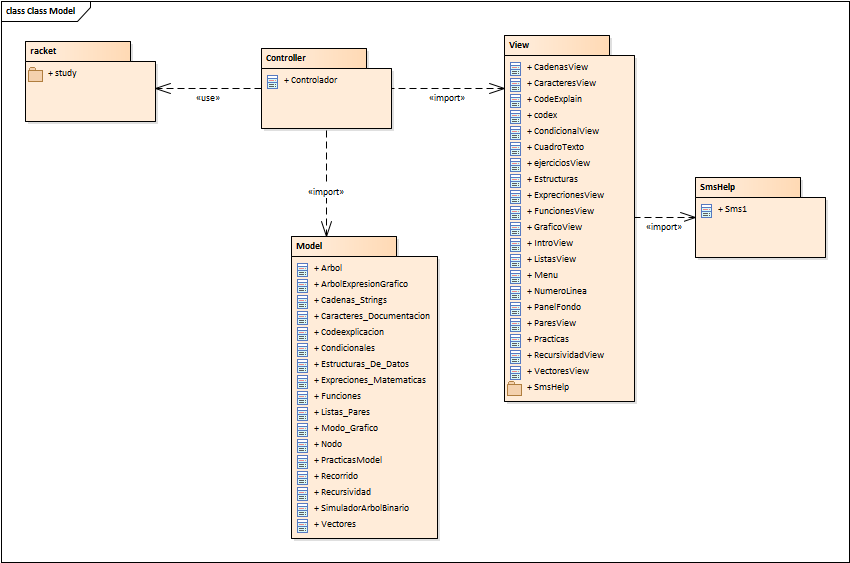 class Class Model
racket
+ study
«use»
Controller
+ Controlador
«import»
«import»
View
+ CadenasView
+ CaracteresView
+ CodeExplain
+ codex
+ CondicionalView
+ CuadroTexto
+ ejerciciosView
+ Estructuras
+ ExprecrionesView
+ FuncionesView
+ GraficoView
+ IntroView
+ ListasView
+ Menu
+ NumeroLinea
+ PanelFondo
+ ParesView
+ Practicas
+ RecursividadView
+ VectoresView
+ SmsHelp
«import»
SmsHelp
+ Sms1
Model
+ Arbol
+ ArbolExpresionGrafico
+ Cadenas_Strings
+ Caracteres_Documentacion
+ Codeexplicacion
+ Condicionales
+ Estructuras_De_Datos
+ Expreciones_Matematicas
+ Funciones
+ Listas_Pares
+ Modo_Grafico
+ Nodo
+ PracticasModel
+ Recorrido
+ Recursividad
+ SimuladorArbolBinario
+ Vectores